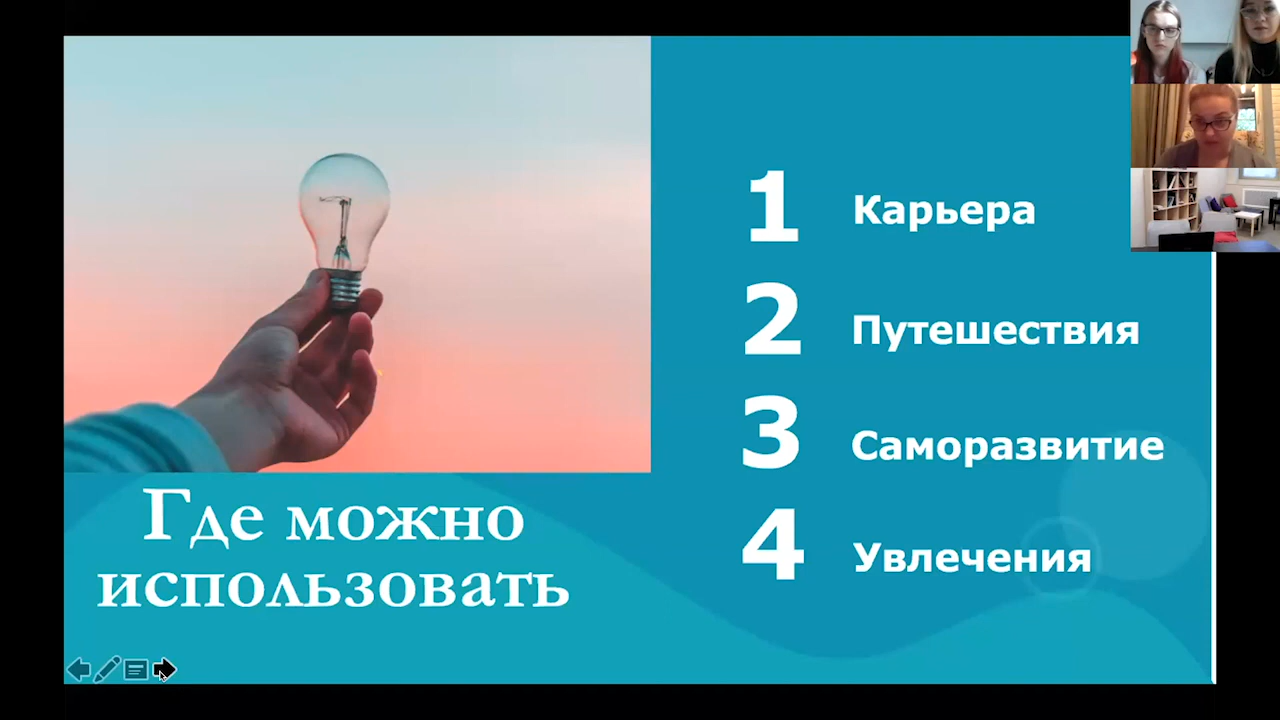 Где можно
использовать
1 Карьера
2 Путешествия
3 Саморазвитие
4 Увлечения